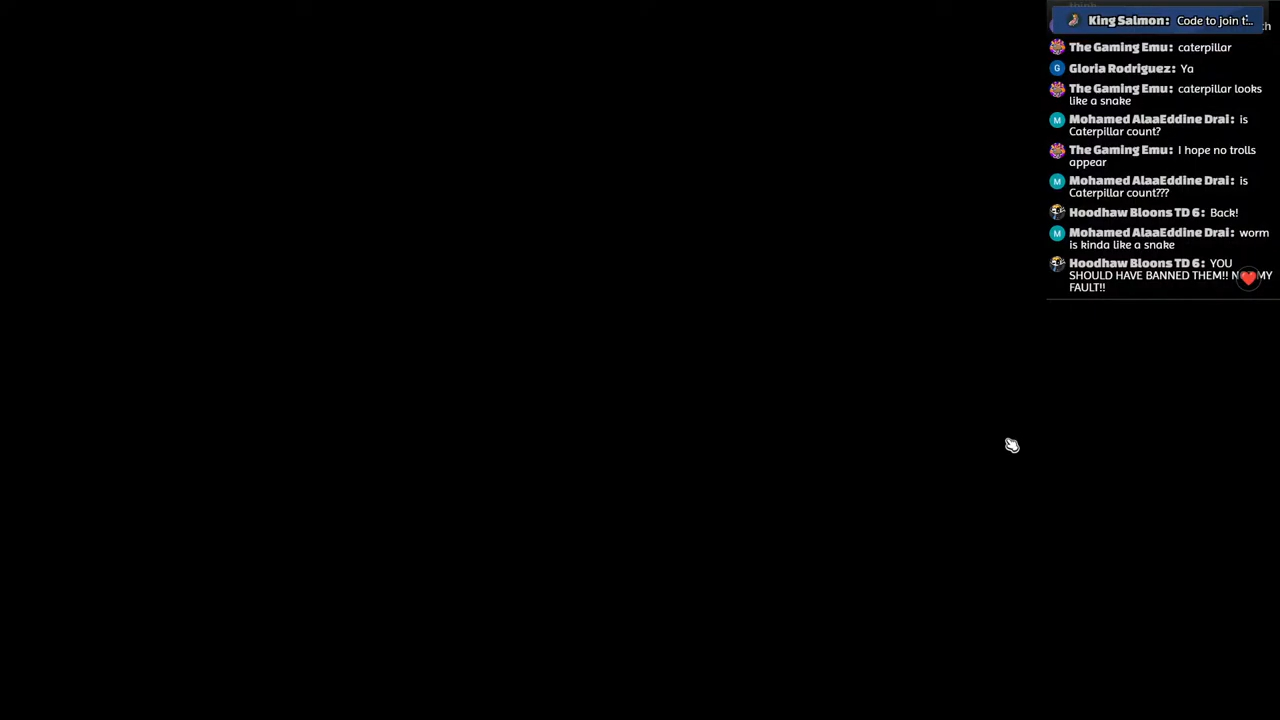 King Salmon: Code to join t...
The Gaming Emu: caterpillar
Gloria Rodriguez: Ya
The Gaming Emu: caterpillar looks
like a snake
Mohamed AlaaEddine Drai: is
Caterpillar count?
The Gaming Emu: I hope no trolls
appear
Mohamed AlaaEddine Drai: is
Caterpillar count???
Hoodhaw Bloons TD 6: Back!
Mohamed AlaaEddine Drai: worm
is kinda like a snake
Hoodhaw Bloons TD 6: YOU
SHOULD HAVE BANNED THEM!! MY
FAULT!!